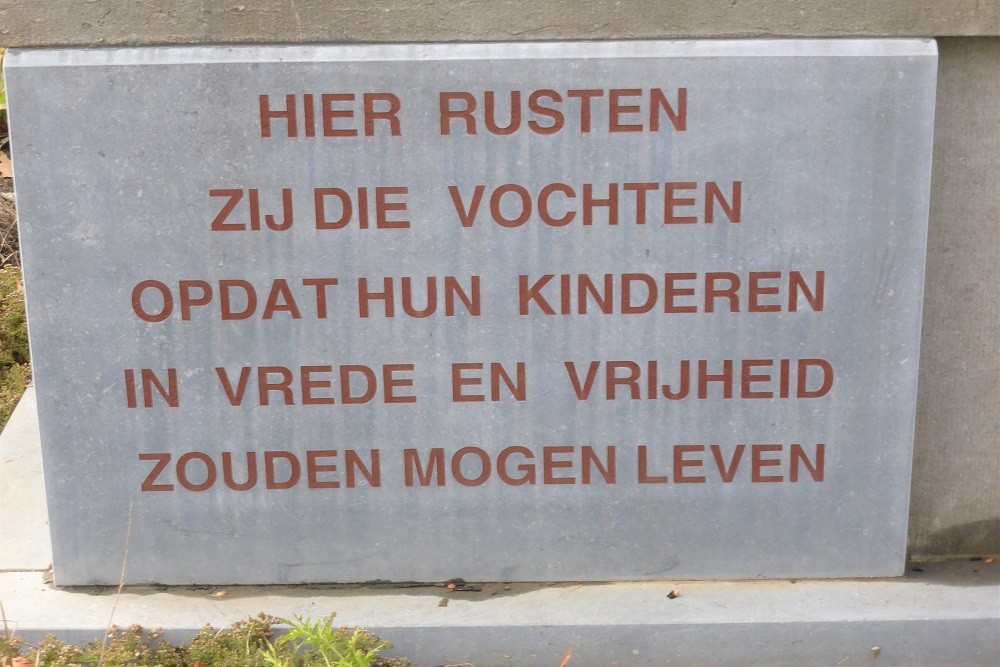 HIER RUSTEN
ZIJ DIE VOCHTEN
OPDAT HUN KINDEREN
IN VREDE EN VRIJHEID
ZOUDEN MOGEN LEVEN